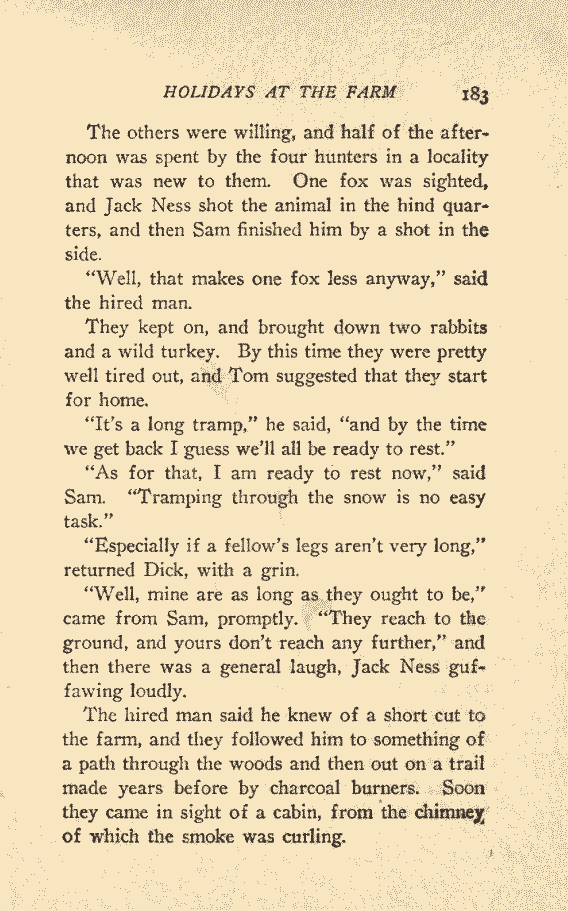 HOLIDAYS AT THE FARM 183
The others were willing, and half of the after-
noon was spent by the four hunters in a locality
that was new to them. One fox was sighted,
and Jack Ness shot the animal in the hind quar-
ters, and then Sam finished him by a shot in the
side.
"Well, that makes one fox less anyway," said
the hired man.
They kept on, and brought down two rabbits
and a wild turkey. By this time they were pretty
well tired out, and Tom suggested that they start
for home.
"It's a long tramp," he said, "and by the time
we get back I guess we'll all be ready to rest."
"As for that, I am ready to rest now," said
Sam. "Tramping through the snow is no easy
task."
"Especially if a fellow's legs aren't very long,"
returned Dick, with a grin.
"Well, mine are as long as they ought to be,"
came from Sam, promptly. "They reach to the
ground, and yours don't reach any further," and
then there was a general laugh, Jack Ness guf-
fawing loudly.
The hired man said he knew of a short cut to
the farm, and they followed him to something of
a path through the woods and then out on a trail
made years before by charcoal burners. Soon
they came in sight of a cabin, from the chimney
of which the smoke was curling.